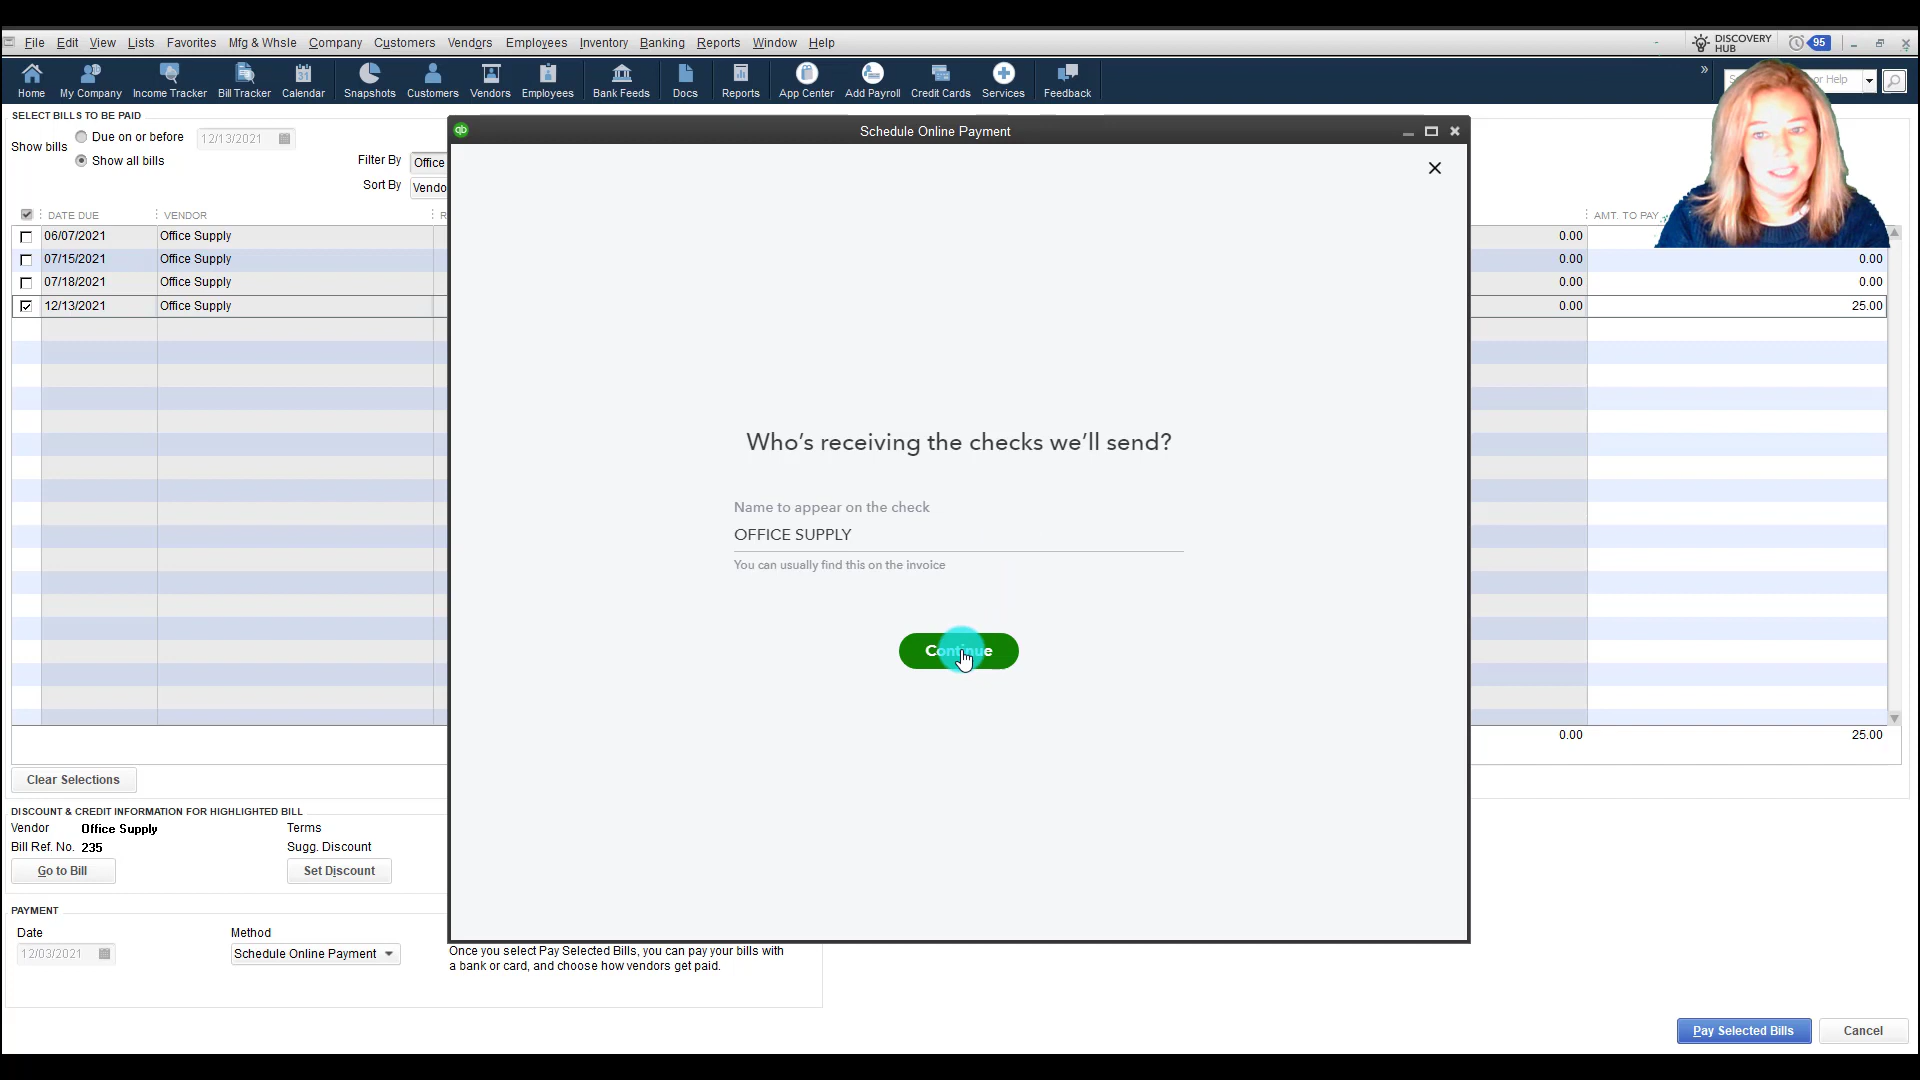 File Edit View Lists Favorites Mfg & Whsle Company Customers Vendors Employees Inventory Banking Reports Window Help
DISCOVERY HUB
95
Home My Company Income Tracker Bill Tracker Calendar Snapshots Customers Vendors Employees Bank Feeds Docs Reports App Center Add Payroll Credit Cards Services Feedback
or Help
SELECT BILLS TO BE PAID
Show bills
Due on or before 12/13/2021
Show all bills
Filter By Office
Sort By Vendo
DATE DUE VENDOR R AMT. TO PAY
06/07/2021 Office Supply 0.00
07/15/2021 Office Supply 0.00 0.00
07/18/2021 Office Supply 0.00 0.00
12/13/2021 Office Supply 0.00 25.00
0.00 25.00
Schedule Online Payment
Who's receiving the checks we'll send?
Name to appear on the check
OFFICE SUPPLY
You can usually find this on the invoice
Continue
Clear Selections
DISCOUNT & CREDIT INFORMATION FOR HIGHLIGHTED BILL
Vendor Office Supply Terms
Bill Ref. No. 235 Sugg. Discount
Go to Bill Set Discount
PAYMENT
Date Method
12/03/2021 Schedule Online Payment
Once you select Pay Selected Bills, you can pay your bills with
a bank or card, and choose how vendors get paid.
Pay Selected Bills Cancel